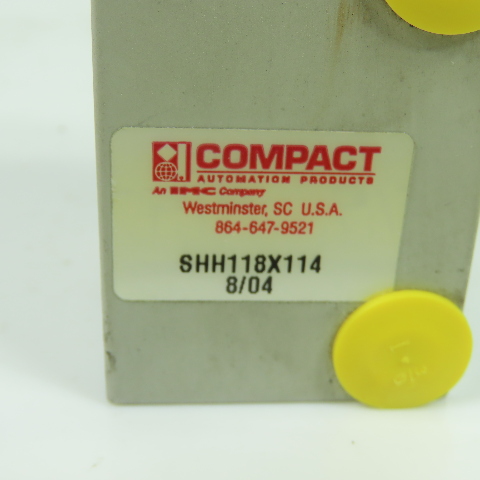 COMPACT
AUTOMATION PRODUCTS
An IMC Company
Westminster, SC U.S.A.
864-647-9521
SHH118X114
8/04